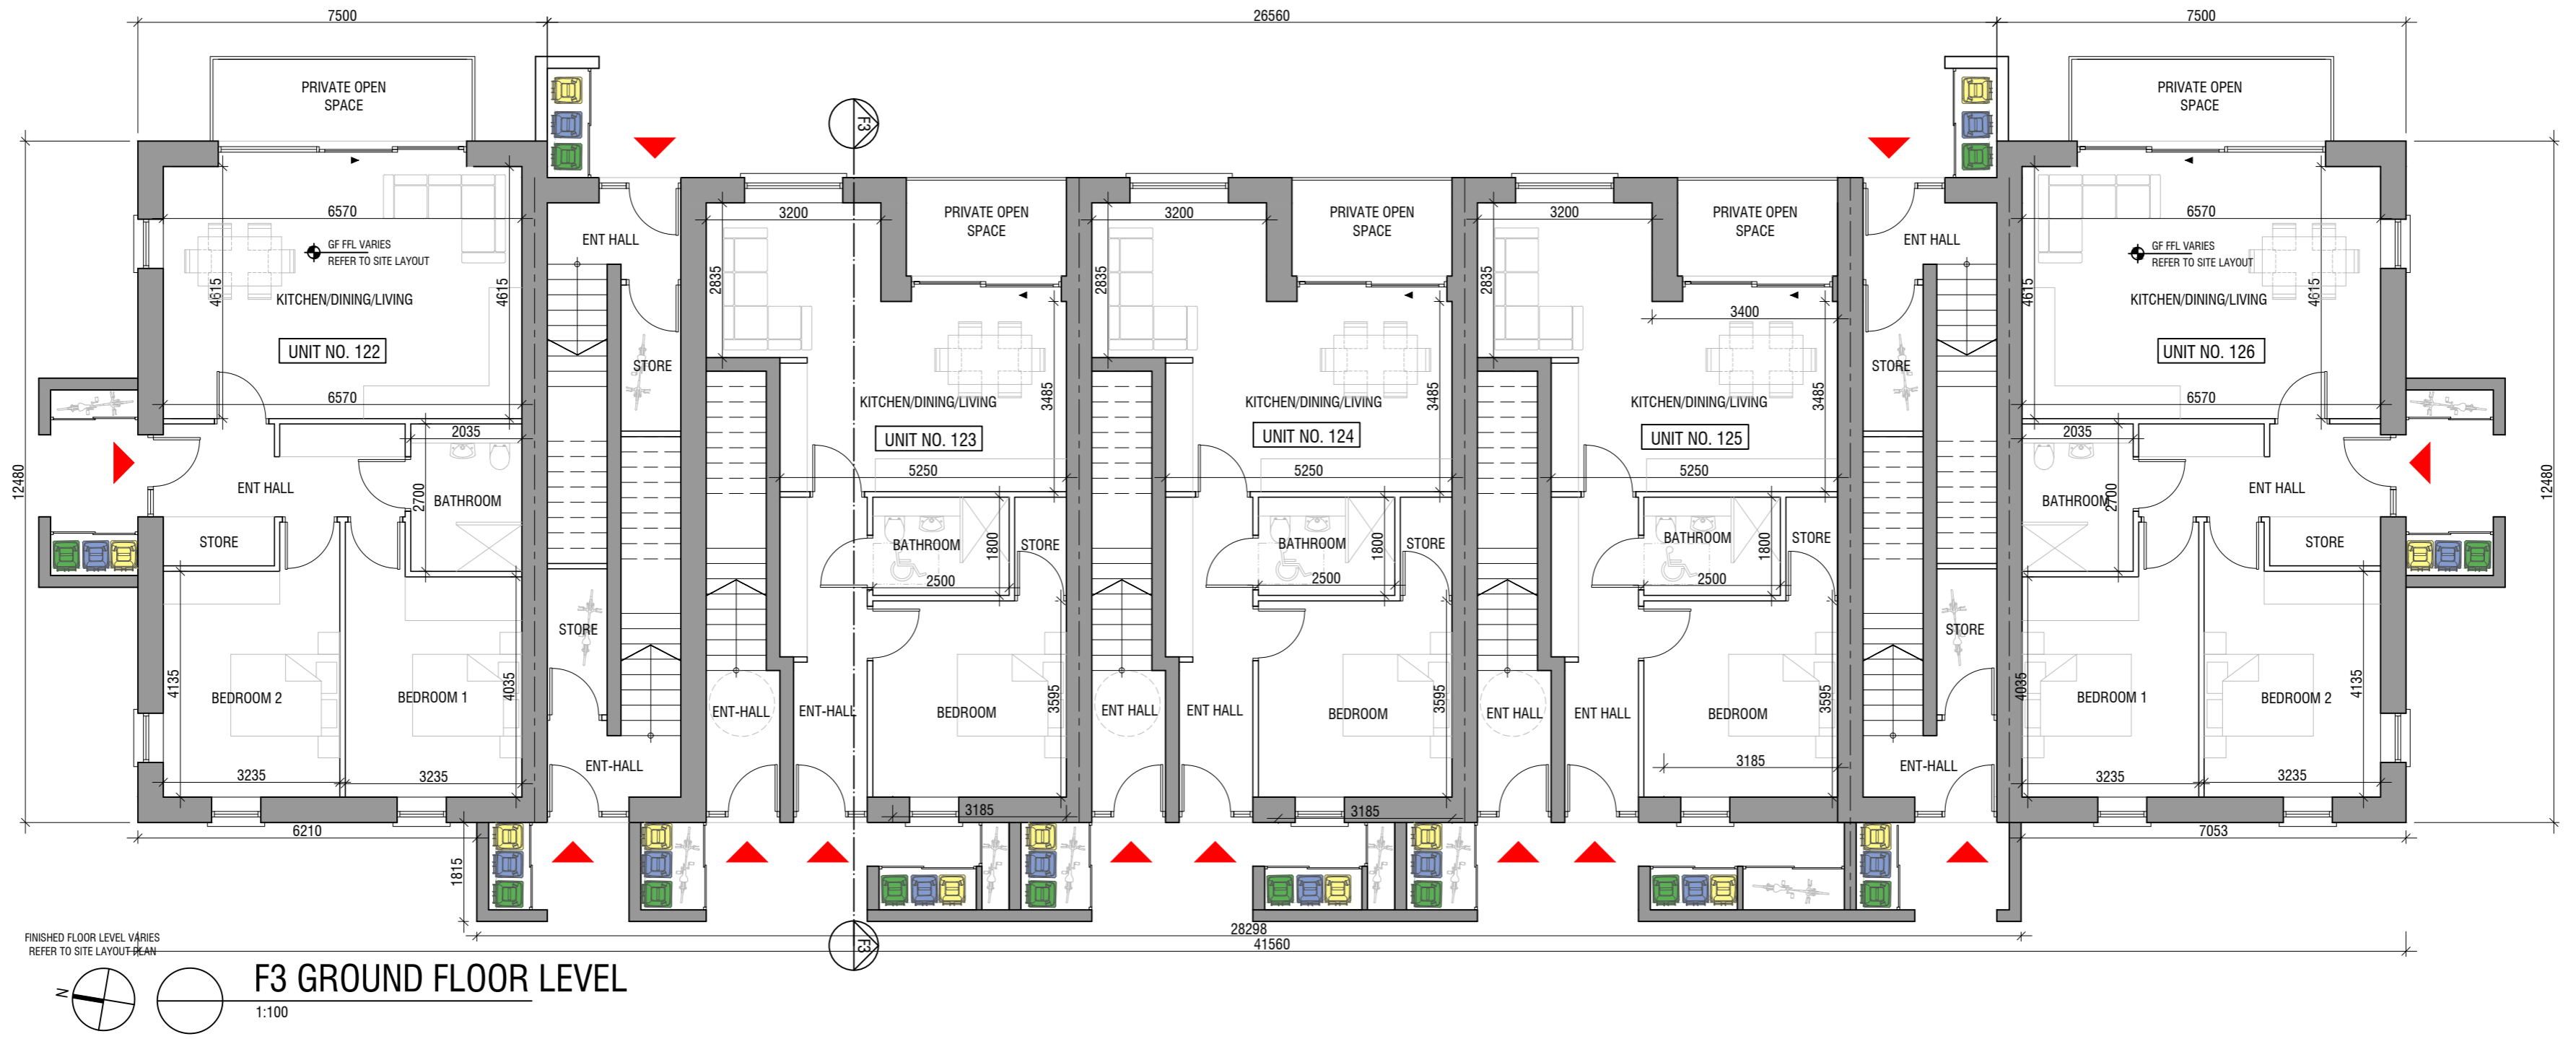 7500
26560
7500
PRIVATE OPEN
SPACE
PRIVATE OPEN
SPACE
F3
6570
GF FFL VARIES
REFER TO SITE LAYOUT
4615
4615
KITCHEN/DINING/LIVING
UNIT NO. 122
6570
ENT HALL
STORE
3200
PRIVATE OPEN
SPACE
2835
KITCHEN/DINING/LIVING
3485
UNIT NO. 123
5250
3200
PRIVATE OPEN
SPACE
2835
KITCHEN/DINING/LIVING
3485
UNIT NO. 124
5250
3200
PRIVATE OPEN
SPACE
2835
3400
KITCHEN/DINING/LIVING
3485
UNIT NO. 125
5250
ENT HALL
STORE
6570
GF FFL VARIES
REFER TO SITE LAYOUT
4615
4615
KITCHEN/DINING/LIVING
UNIT NO. 126
6570
12480
2035
ENT HALL
2700
BATHROOM
STORE
BATHROOM
1800
STORE
2500
BATHROOM
1800
STORE
2500
BATHROOM
1800
STORE
2500
2035
BATHROOM
2700
ENT HALL
STORE
12480
4135
BEDROOM 2
BEDROOM 1
4035
3235
3235
STORE
ENT-HALL
ENT-HALL
ENT-HALL
BEDROOM
3595
3185
ENT HALL
ENT HALL
BEDROOM
3595
3185
ENT HALL
ENT HALL
BEDROOM
3595
3185
STORE
ENT-HALL
4035
BEDROOM 1
BEDROOM 2
4135
3235
3235
6210
1815
7053
28298
41560
F3
FINISHED FLOOR LEVEL VARIES
REFER TO SITE LAYOUT PLAN
N
F3 GROUND FLOOR LEVEL
1:100